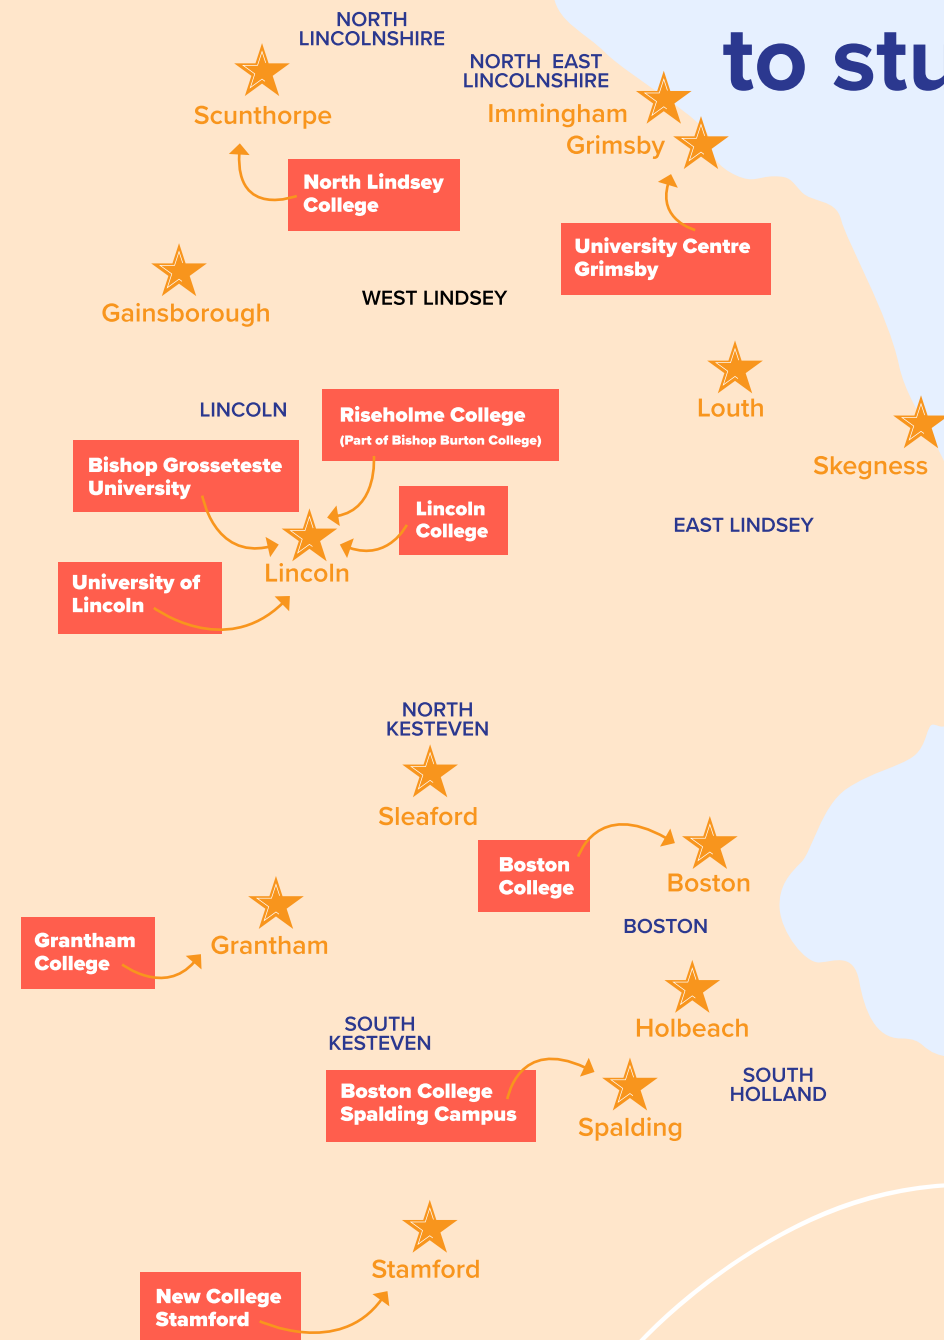 NORTH
LINCOLNSHIRE
to stu
NORTH EAST
LINCOLNSHIRE
Scunthorpe
Immingham
Grimsby
North Lindsey
College
University Centre
Grimsby
Gainsborough
WEST LINDSEY
LINCOLN
Riseholme College
(Part of Bishop Burton College)
Louth
Skegness
Bishop Grosseteste
University
Lincoln
College
EAST LINDSEY
Lincoln
University of
Lincoln
NORTH
KESTEVEN
Sleaford
Boston
College
Boston
BOSTON
Grantham
College
Grantham
Holbeach
SOUTH
KESTEVEN
SOUTH
HOLLAND
Boston College
Spalding Campus
Spalding
Stamford
New College
Stamford